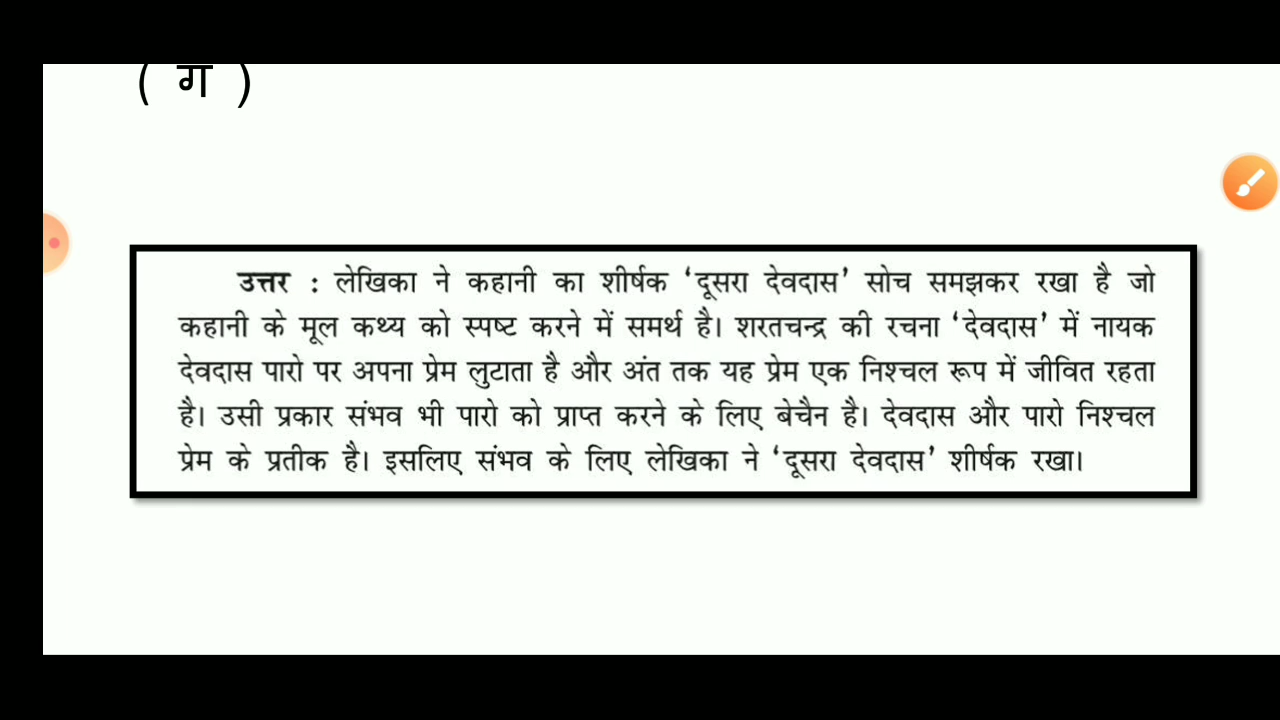 ( ग )
उत्तर : लेखिका ने कहानी का शीर्षक ‘दूसरा देवदास’ सोच समझकर रखा है जो
कहानी के मूल कथ्य को स्पष्ट करने में समर्थ है। शरतचन्द्र की रचना ‘देवदास’ में नायक
देवदास पारो पर अपना प्रेम लुटाता है और अंत तक यह प्रेम एक निश्चल रूप में जीवित रहता
है। उसी प्रकार संभव भी पारो को प्राप्त करने के लिए बेचैन है। देवदास और पारो निश्चल
प्रेम के प्रतीक है। इसलिए संभव के लिए लेखिका ने ‘दूसरा देवदास’ शीर्षक रखा।